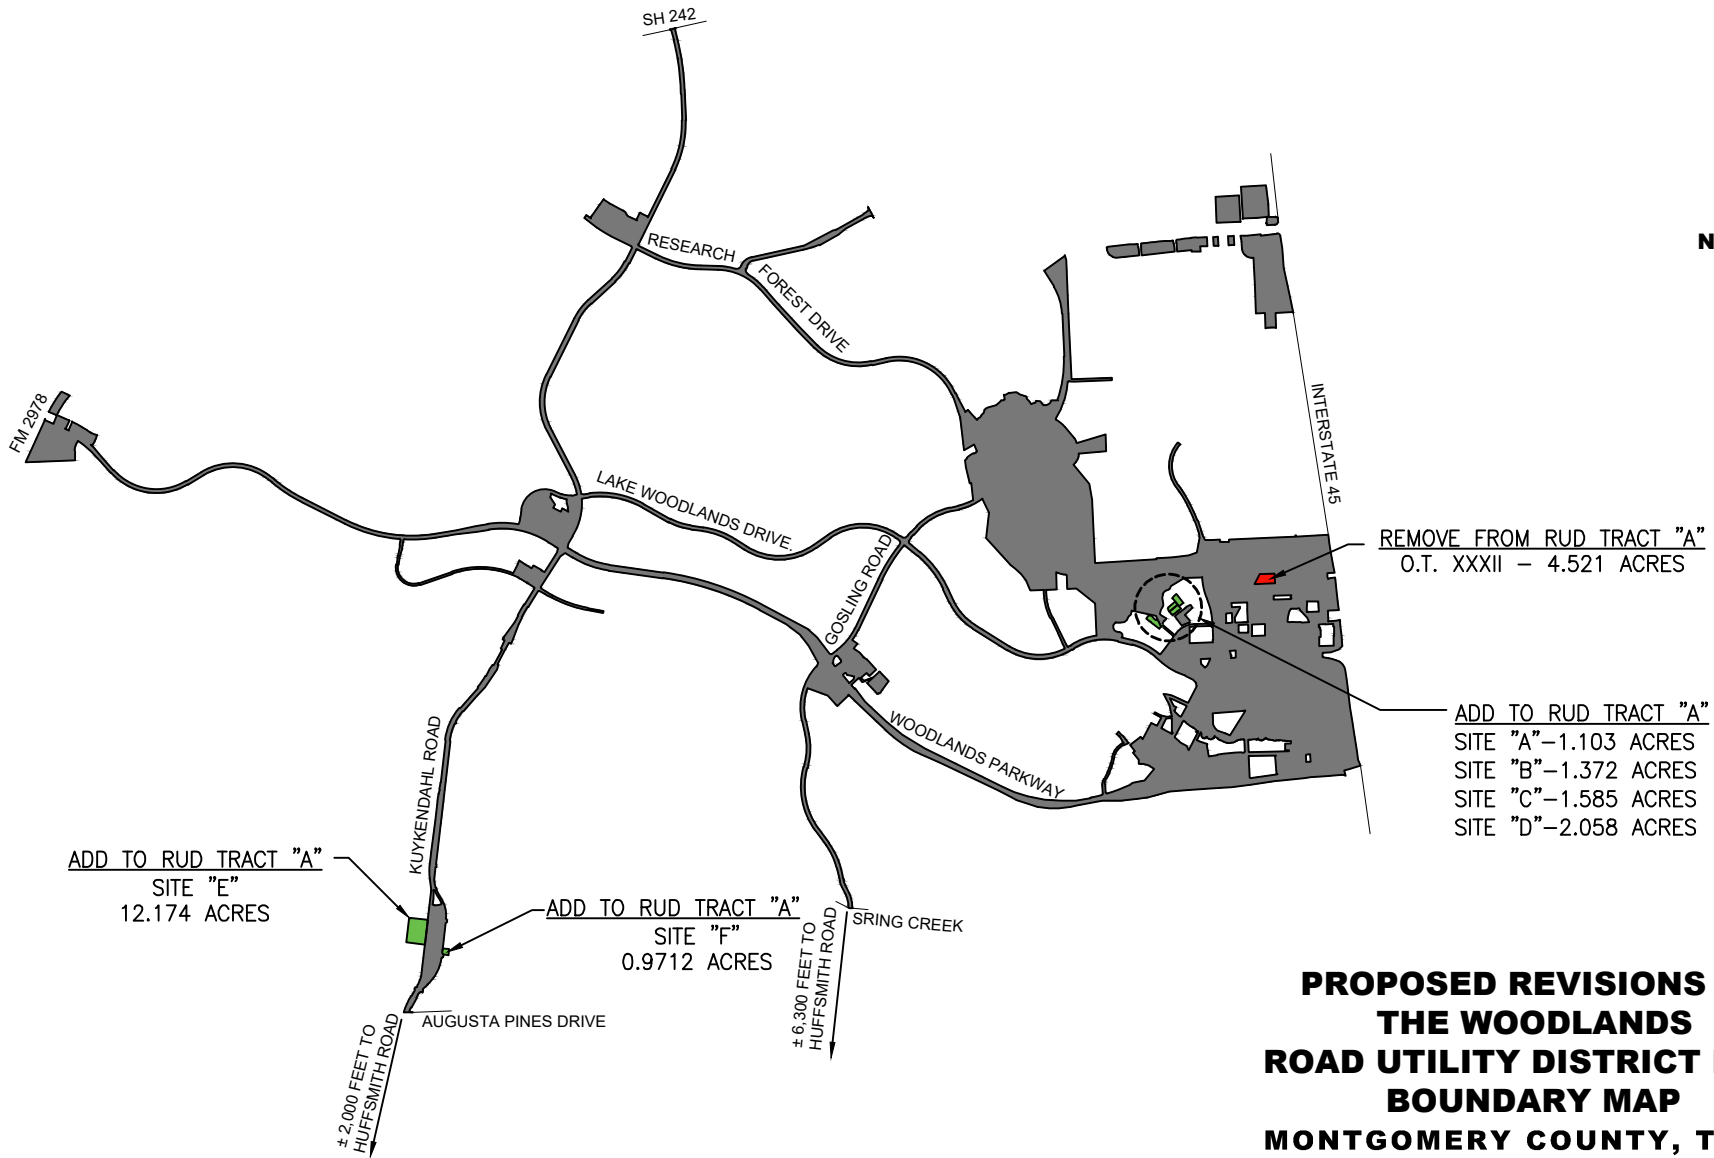 SH 242
RESEARCH
FOREST DRIVE
N
FM 2978
INTERSTATE 45
LAKE WOODLANDS DRIVE.
GOSLING ROAD
REMOVE FROM RUD TRACT "A"
O.T. XXXII - 4.521 ACRES
KUYKENDAHL ROAD
WOODLANDS PARKWAY
ADD TO RUD TRACT "A"
SITE "A"-1.103 ACRES
SITE "B"-1.372 ACRES
SITE "C"-1.585 ACRES
SITE "D"-2.058 ACRES
ADD TO RUD TRACT "A"
SITE "E"
12.174 ACRES
ADD TO RUD TRACT "A"
SITE "F"
0.9712 ACRES
SRING CREEK
± 6,300 FEET TO
HUFFSMITH ROAD
AUGUSTA PINES DRIVE
± 2,000 FEET TO
HUFFSMITH ROAD
PROPOSED REVISIONS
THE WOODLANDS
ROAD UTILITY DISTRICT
BOUNDARY MAP
MONTGOMERY COUNTY, T